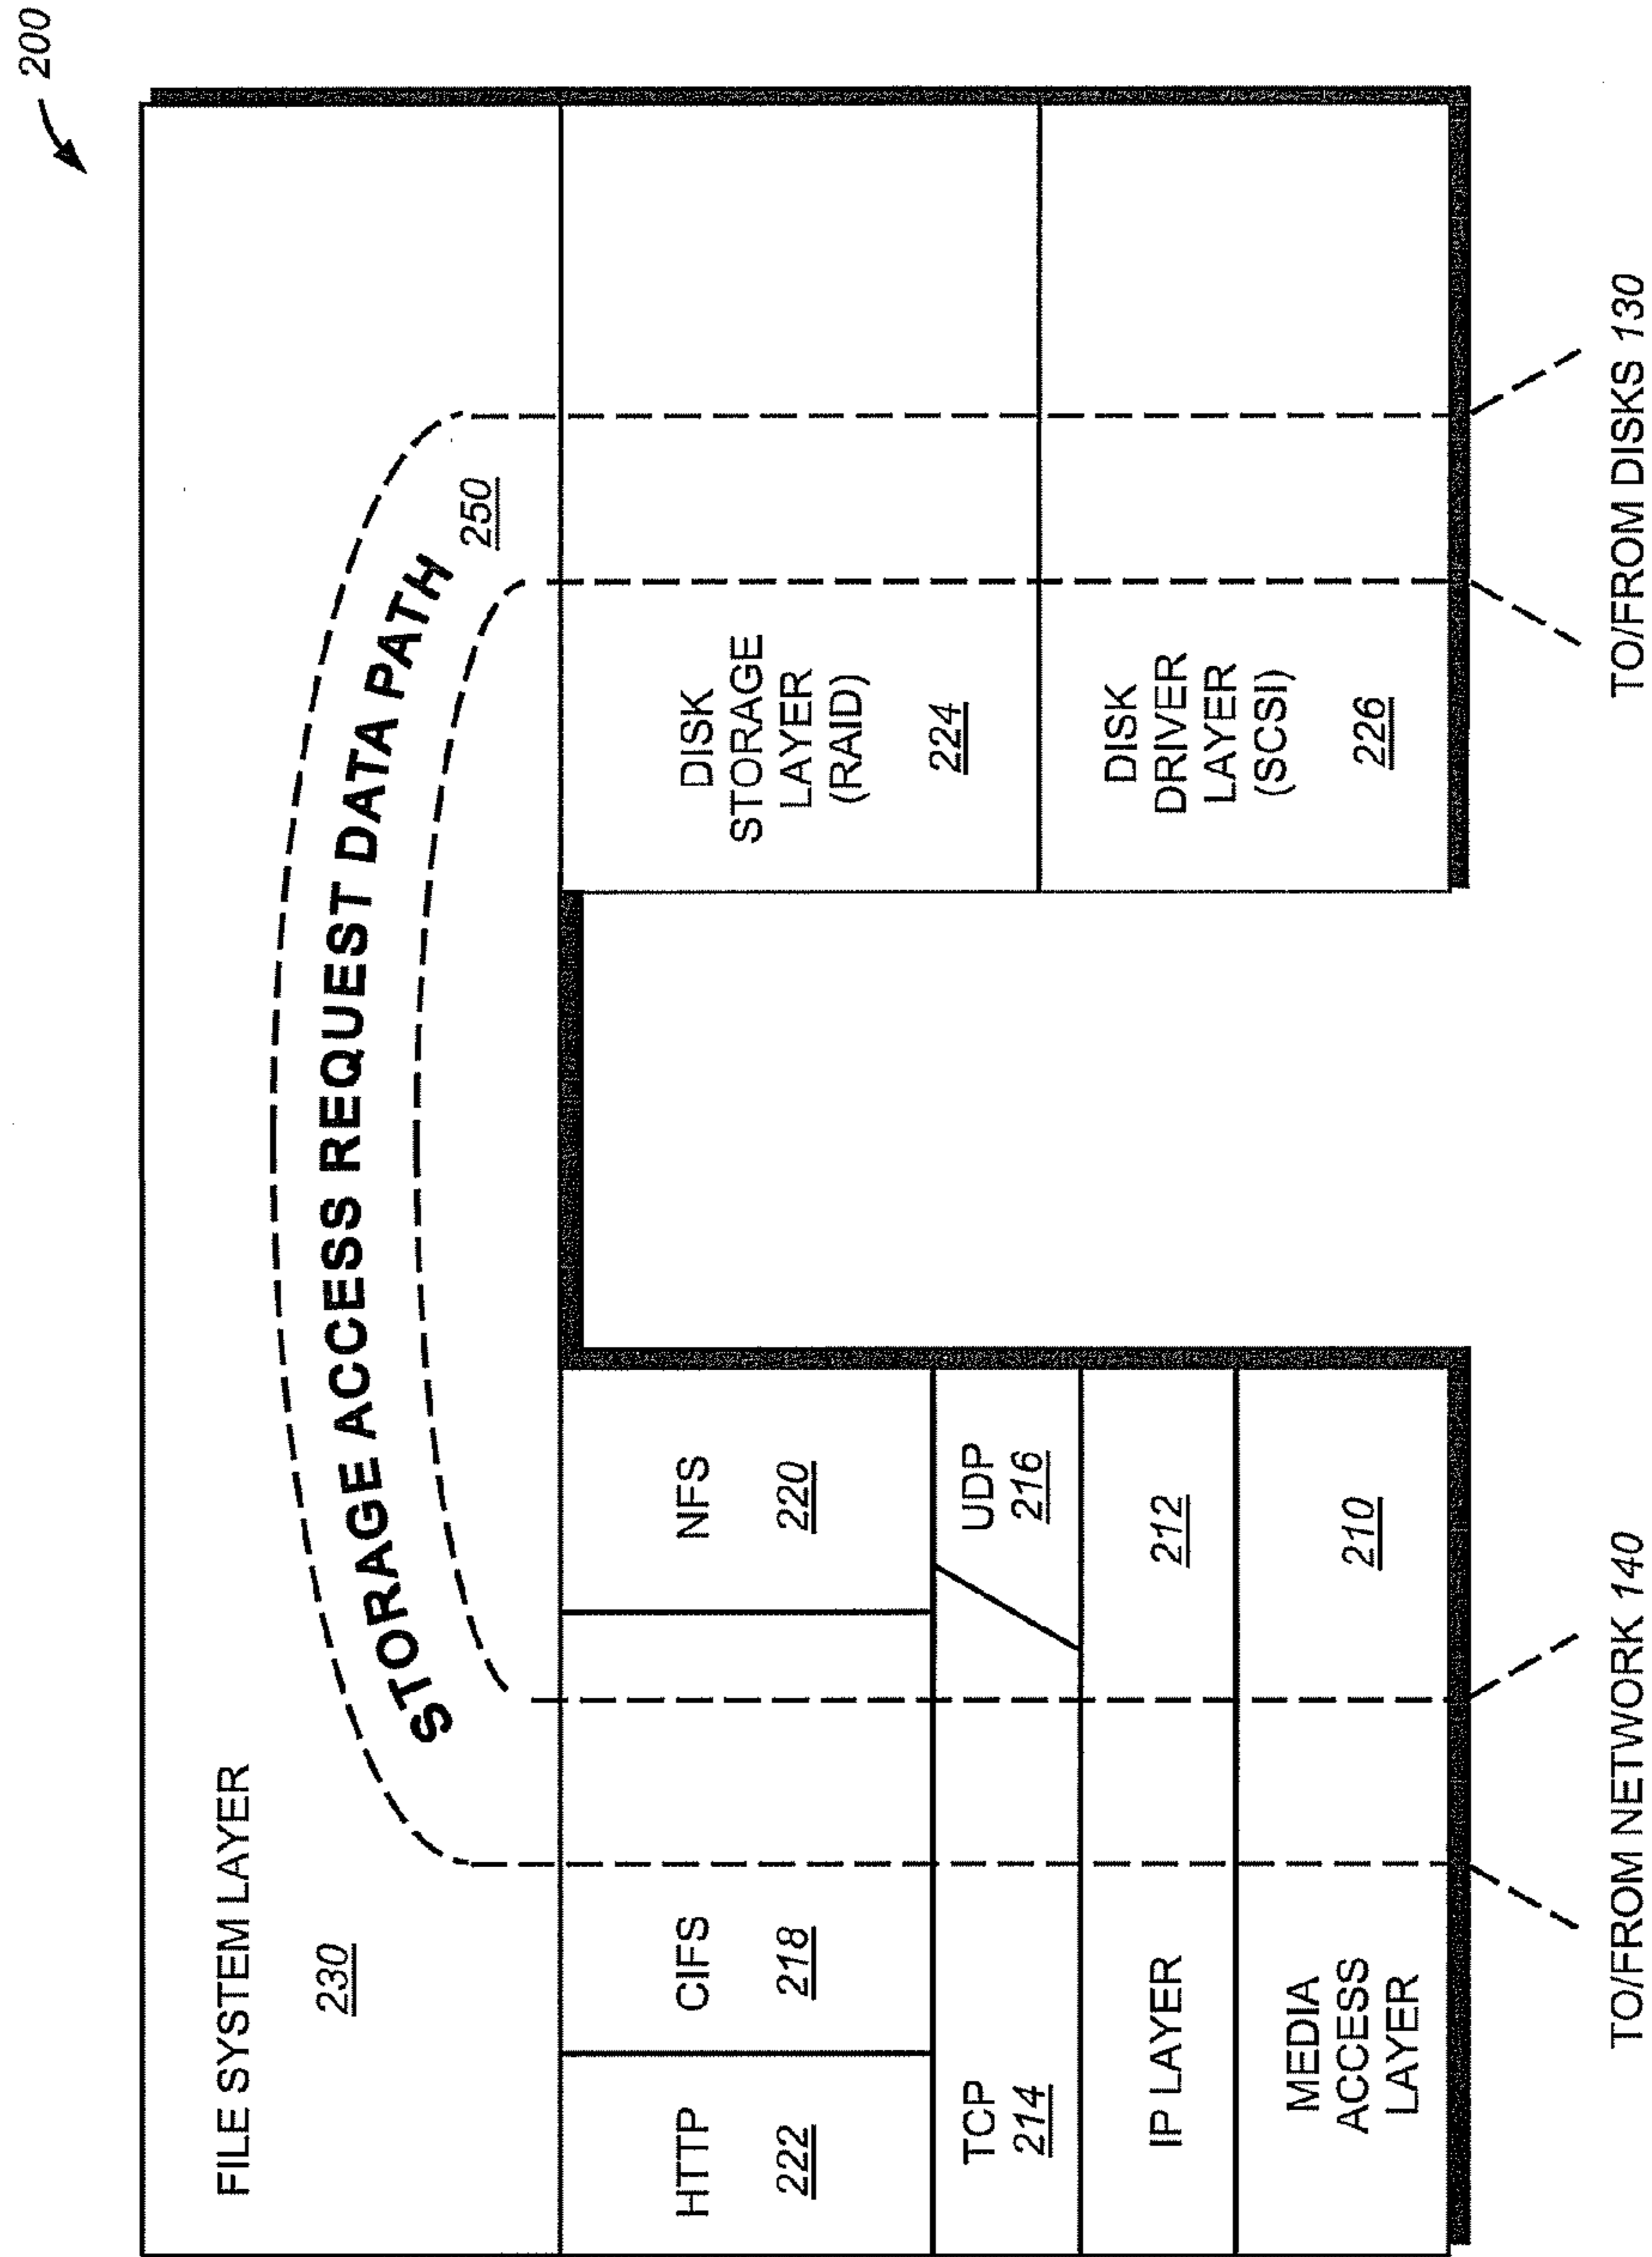 200
FILE SYSTEM LAYER
230
STORAGE ACCESS REQUEST DATA PATH
250
HTTP
222
CIFS
218
NFS
220
TCP
214
UDP
216
IP LAYER
212
MEDIA
ACCESS
LAYER
210
DISK
STORAGE
LAYER
(RAID)
224
DISK
DRIVER
LAYER
(SCSI)
226
TO/FROM NETWORK 140
TO/FROM DISKS 130